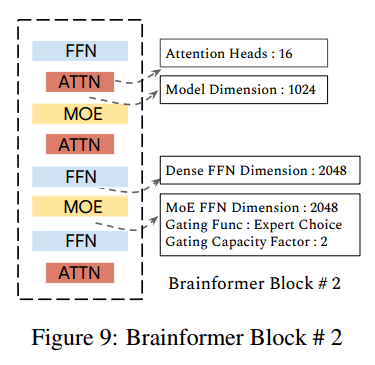 FFN
ATTN
MOE
ATTN
FFN
MOE
FFN
ATTN
Attention Heads : 16
Model Dimension : 1024
Dense FFN Dimension : 2048
MoE FFN Dimension : 2048
Gating Func : Expert Choice
Gating Capacity Factor : 2
Brainformer Block # 2
Figure 9: Brainformer Block # 2